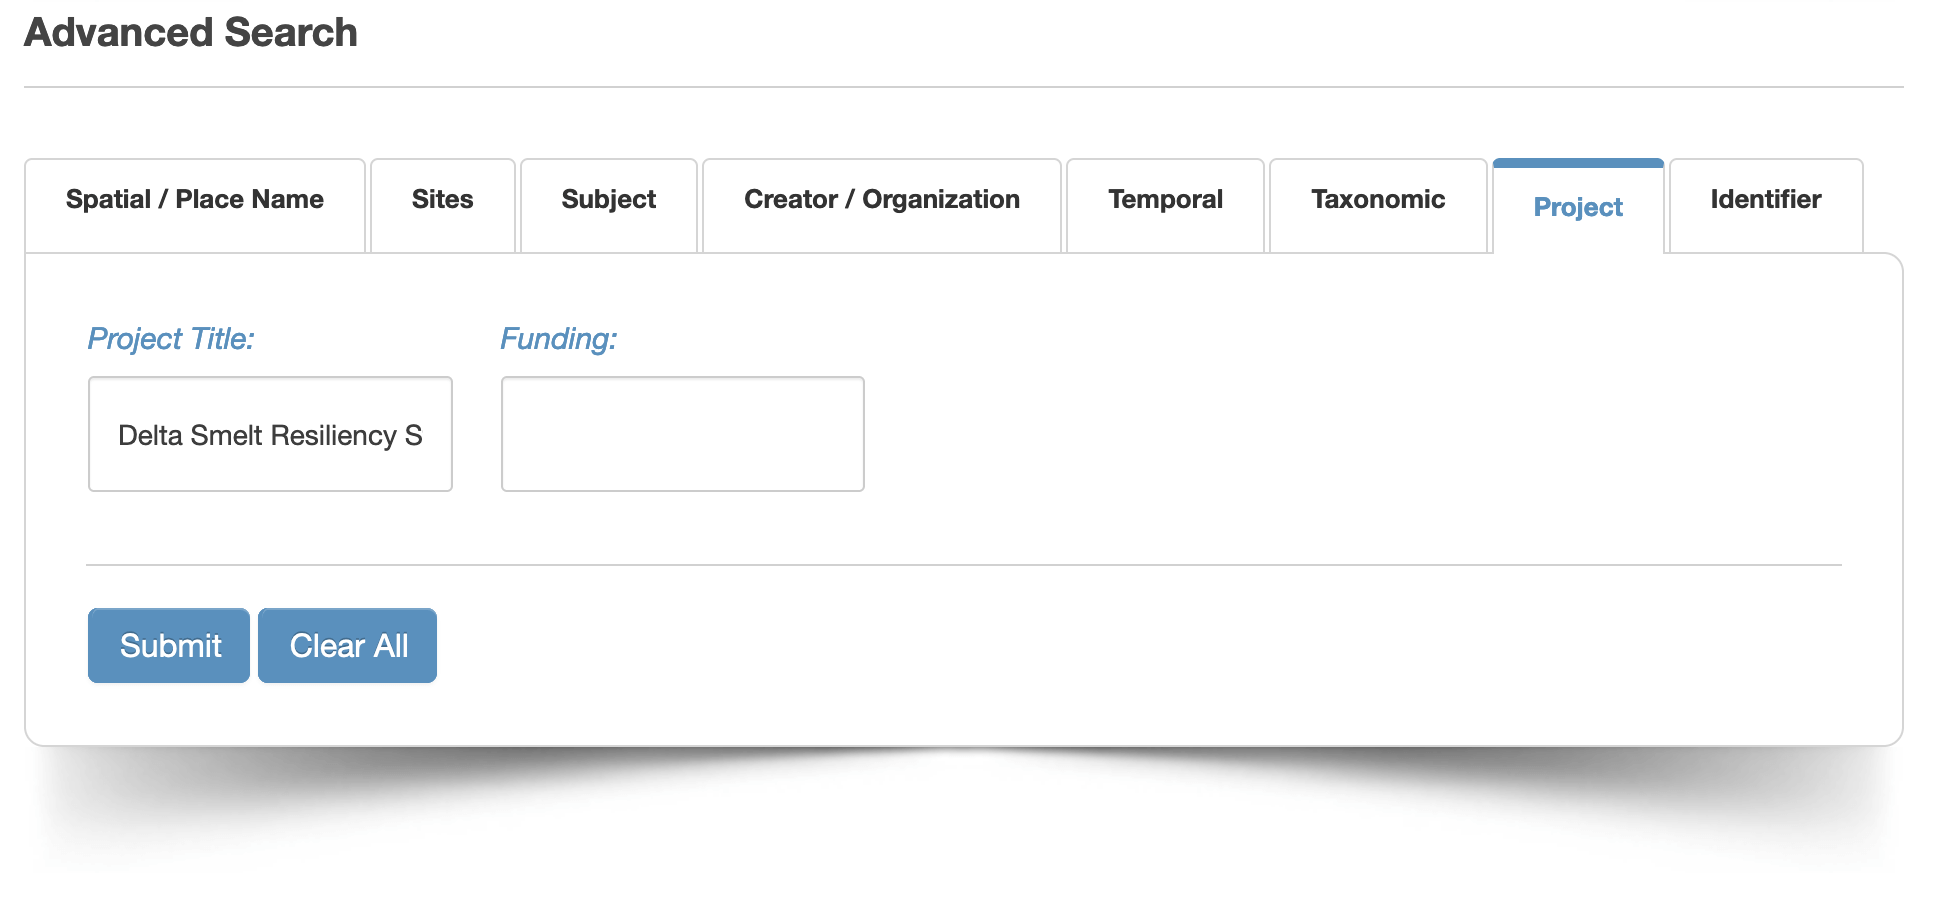 Advanced Search
Spatial / Place Name Sites Subject Creator / Organization Temporal Taxonomic Project Identifier
Project Title: Funding:
Delta Smelt Resiliency S
Submit Clear All